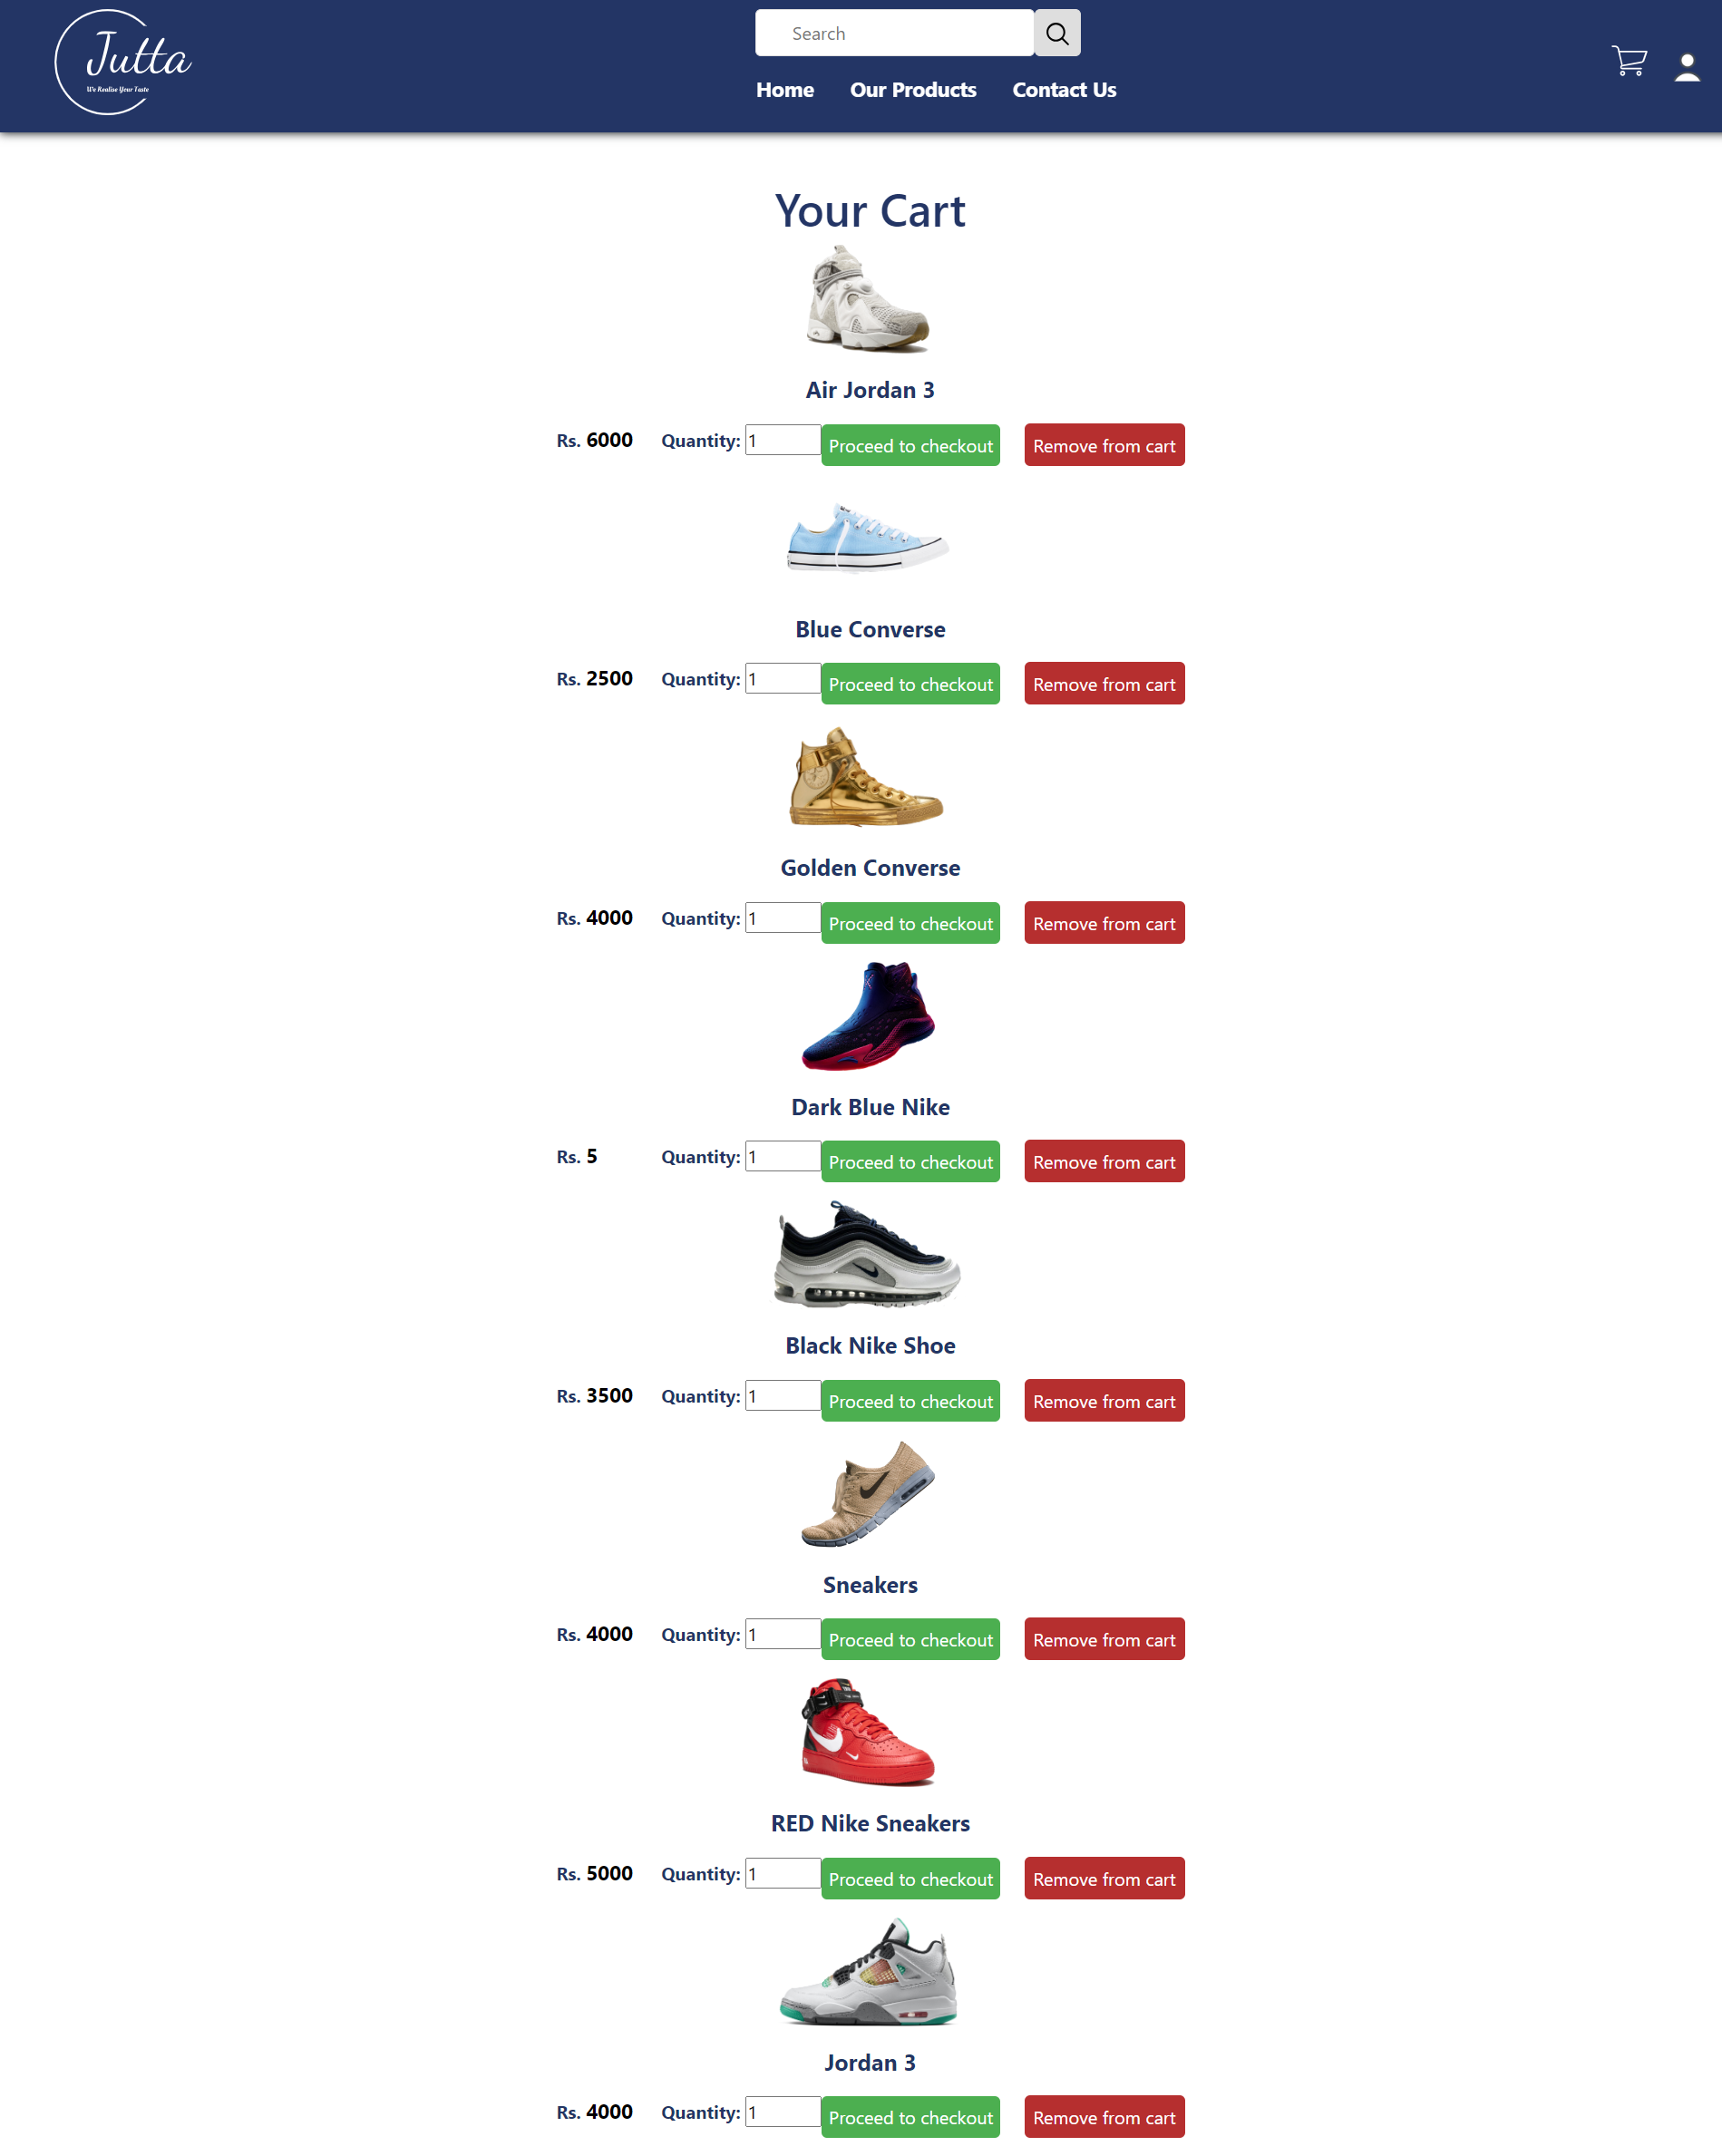 Jutta
We Realise Your Taste
Search
Home Our Products Contact Us
Your Cart
Air Jordan 3
Rs. 6000 Quantity: 1 Proceed to checkout Remove from cart
Blue Converse
Rs. 2500 Quantity: 1 Proceed to checkout Remove from cart
Golden Converse
Rs. 4000 Quantity: 1 Proceed to checkout Remove from cart
Dark Blue Nike
Rs. 5 Quantity: 1 Proceed to checkout Remove from cart
Black Nike Shoe
Rs. 3500 Quantity: 1 Proceed to checkout Remove from cart
Sneakers
Rs. 4000 Quantity: 1 Proceed to checkout Remove from cart
RED Nike Sneakers
Rs. 5000 Quantity: 1 Proceed to checkout Remove from cart
Jordan 3
Rs. 4000 Quantity: 1 Proceed to checkout Remove from cart